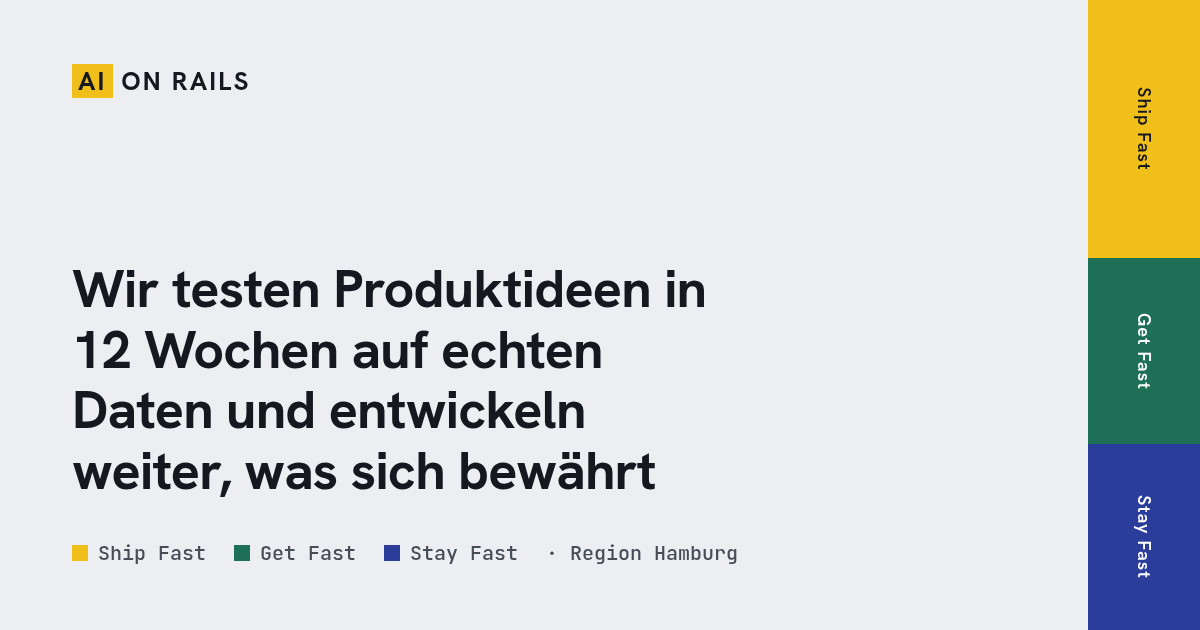 AI ON RAILS
Wir testen Produktideen in
12 Wochen auf echten
Daten und entwickeln
weiter, was sich bewährt
Ship Fast Get Fast Stay Fast · Region Hamburg
Ship Fast
Get Fast
Stay Fast